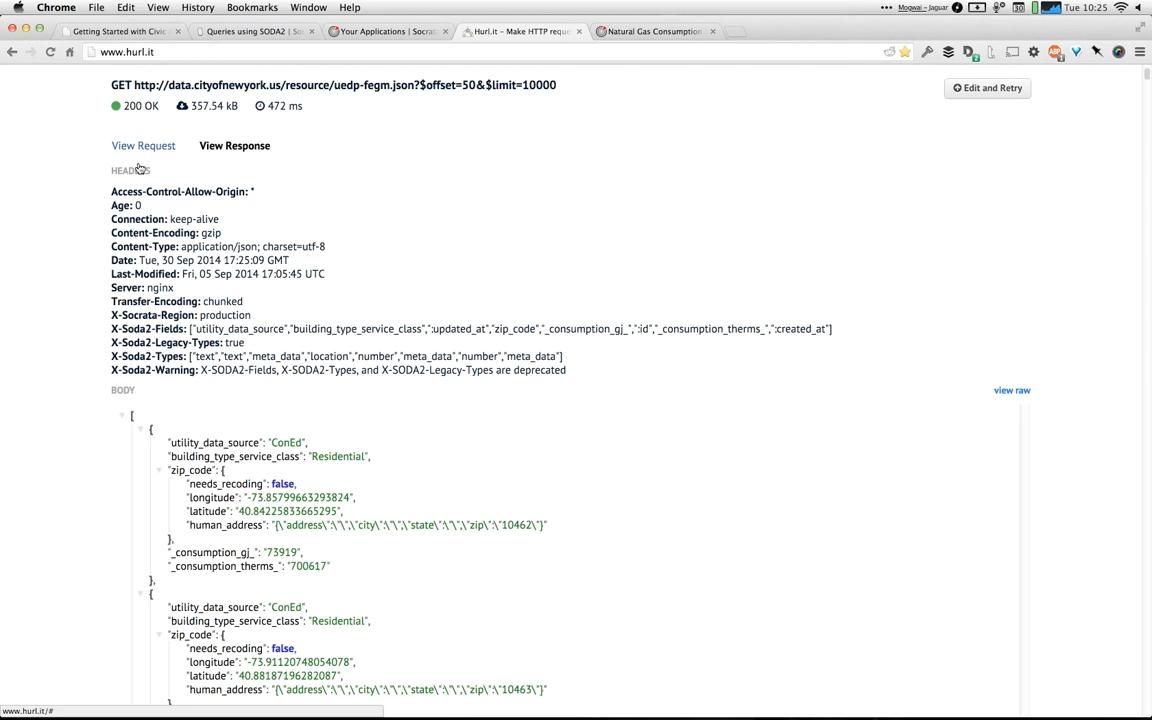 Chrome File Edit View History Bookmarks Window Help
Mogwai – Jaguar 30 Tue 10:25
Getting Started with Civic Queries using SODA2 | So Your Applications | Socrat Hurl.it – Make HTTP reque Natural Gas Consumption
www.hurl.it
GET http://data.cityofnewyork.us/resource/uedp-fegm.json?$offset=50&$limit=10000
Edit and Retry
200 OK 357.54 kB 472 ms
View Request View Response
HEADERS
Access-Control-Allow-Origin: *
Age: 0
Connection: keep-alive
Content-Encoding: gzip
Content-Type: application/json; charset=utf-8
Date: Tue, 30 Sep 2014 17:25:09 GMT
Last-Modified: Fri, 05 Sep 2014 17:05:45 UTC
Server: nginx
Transfer-Encoding: chunked
X-Socrata-Region: production
X-Soda2-Fields: ["utility_data_source","building_type_service_class",":updated_at","zip_code","_consumption_gj_",":id","_consumption_therms_",":created_at"]
X-Soda2-Legacy-Types: true
X-Soda2-Types: ["text","text","meta_data","location","number","meta_data","number","meta_data"]
X-Soda2-Warning: X-SODA2-Fields, X-SODA2-Types, and X-SODA2-Legacy-Types are deprecated
BODY view raw
[
{
"utility_data_source": "ConEd",
"building_type_service_class": "Residential",
"zip_code": {
"needs_recoding": false,
"longitude": "-73.85799663293824",
"latitude": "40.84225833665295",
"human_address": "{\"address\":\"\",\"city\":\"\",\"state\":\"\",\"zip\":\"10462\"}"
},
"_consumption_gj_": "73919",
"_consumption_therms_": "700617"
},
{
"utility_data_source": "ConEd",
"building_type_service_class": "Residential",
"zip_code": {
"needs_recoding": false,
"longitude": "-73.91120748054078",
"latitude": "40.88187196282087",
"human_address": "{\"address\":\"\",\"city\":\"\",\"state\":\"\",\"zip\":\"10463\"}"
}
www.hurl.it/#